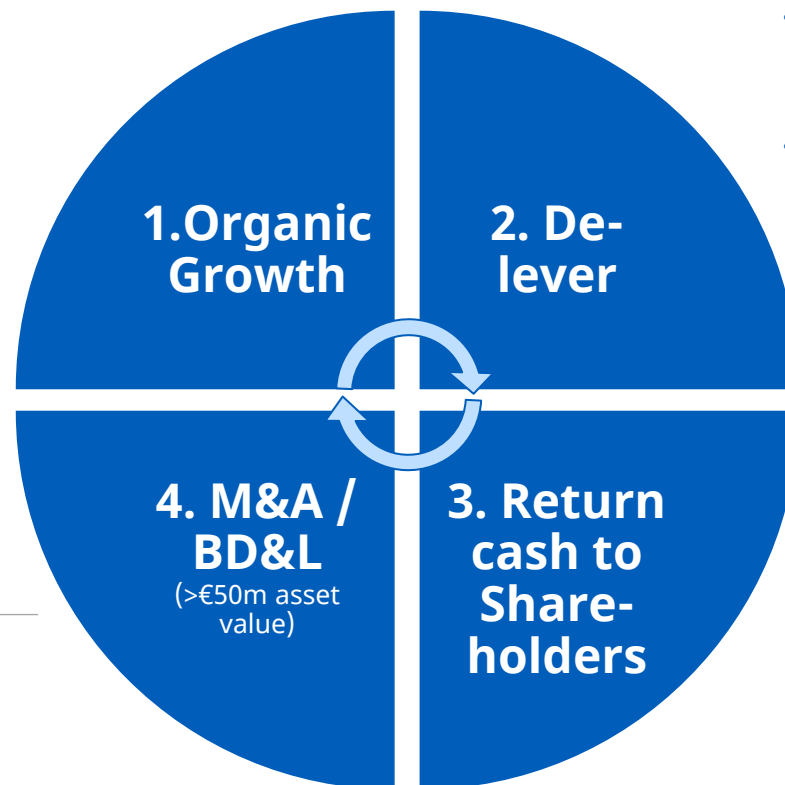 1.Organic
Growth
2. De-
lever
4. M&A /
BD&L
(>€50m asset
value)
3. Return
cash to
Share-
holders